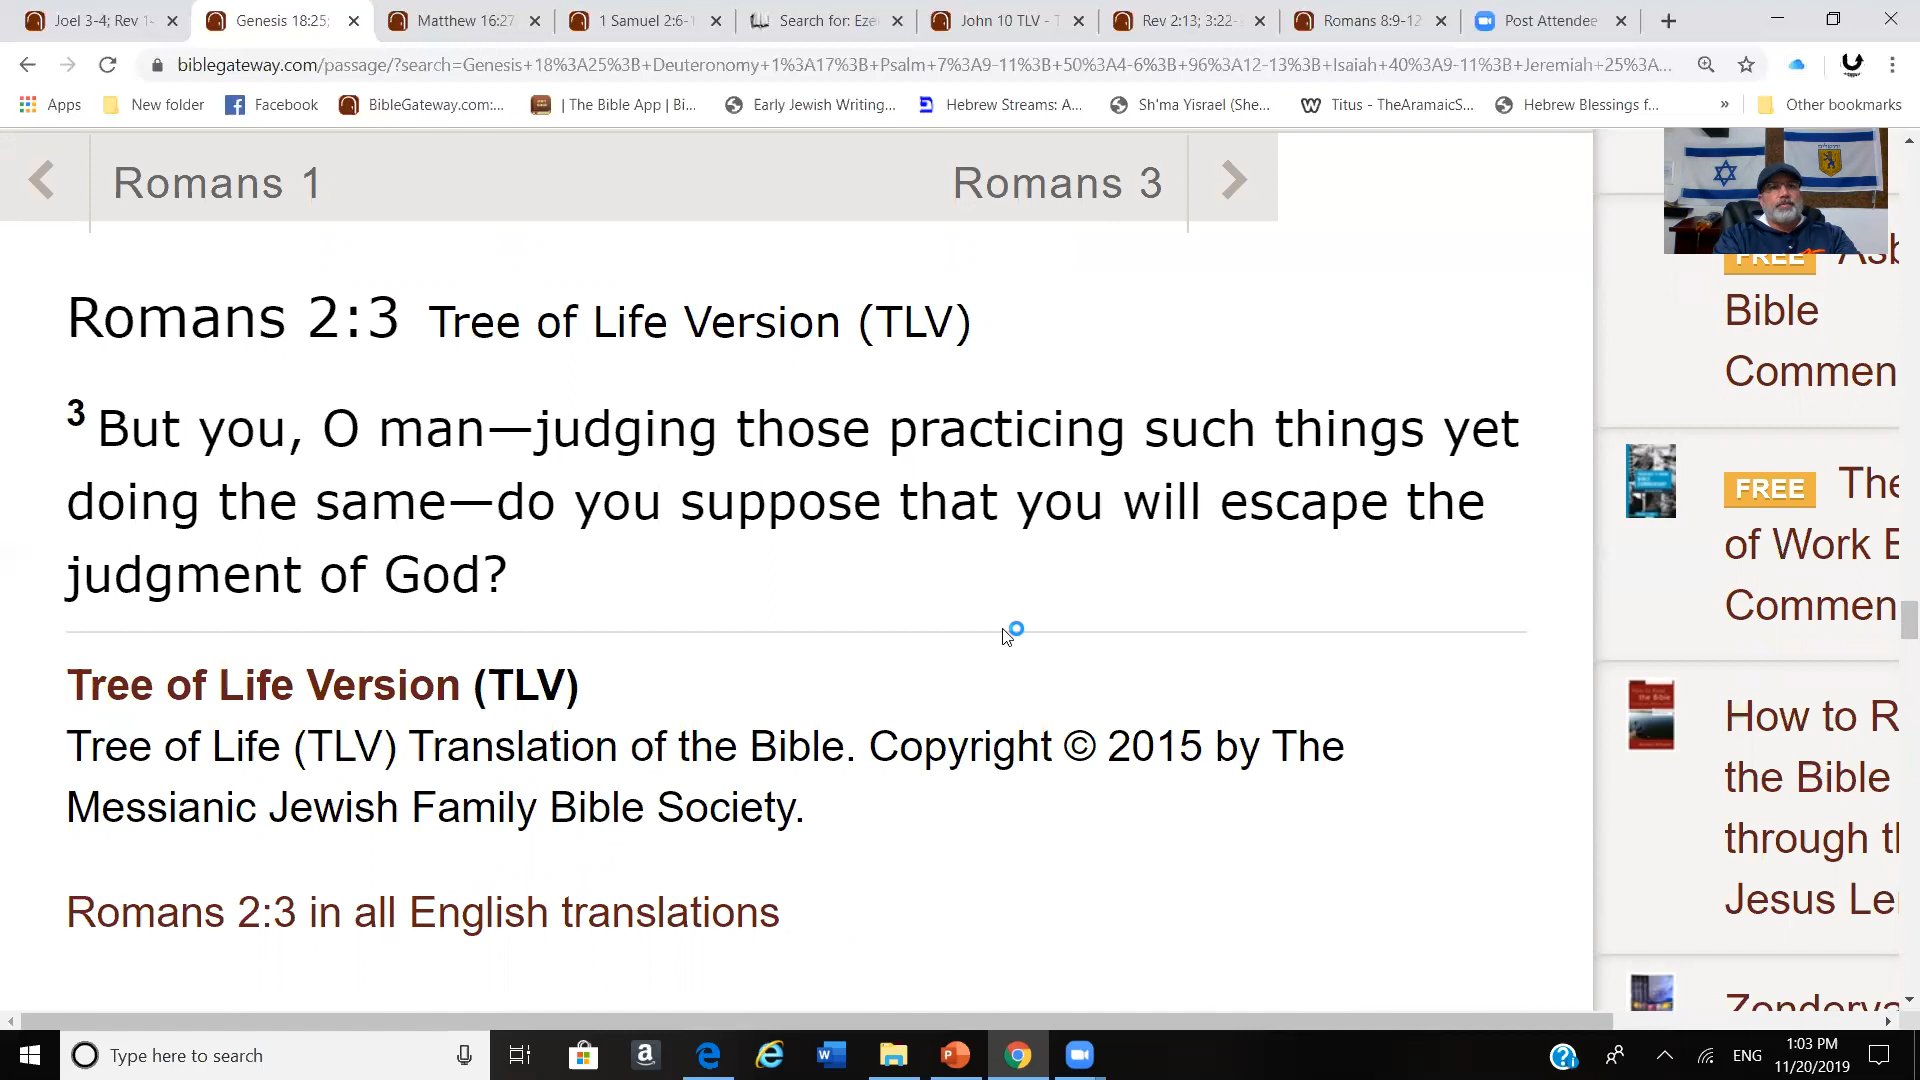 Joel 3-4; Rev 1-
Genesis 18:25;
Matthew 16:27
1 Samuel 2:6-1
Search for: Eze
John 10 TLV - T
Rev 2:13; 3:22-
Romans 8:9-12
Post Attendee
biblegateway.com/passage/?search=Genesis+18%3A25%3B+Deuteronomy+1%3A17%3B+Psalm+7%3A9-11%3B+50%3A4-6%3B+96%3A12-13%3B+Isaiah+40%3A9-11%3B+Jeremiah+25%3A...
Apps
New folder
Facebook
BibleGateway.com:...
| The Bible App | Bi...
Early Jewish Writing...
Hebrew Streams: A...
Sh'ma Yisrael (She...
Titus - TheAramaicS...
Hebrew Blessings f...
»
Other bookmarks
Romans 1
Romans 3
Romans 2:3 Tree of Life Version (TLV)
3 But you, O man—judging those practicing such things yet
doing the same—do you suppose that you will escape the
judgment of God?
Tree of Life Version (TLV)
Tree of Life (TLV) Translation of the Bible. Copyright © 2015 by The
Messianic Jewish Family Bible Society.
Romans 2:3 in all English translations
FREE Asb
Bible
Commen
FREE The
of Work B
Commen
How to R
the Bible
through th
Jesus Le
Zonderva
Type here to search
ENG
1:03 PM
11/20/2019